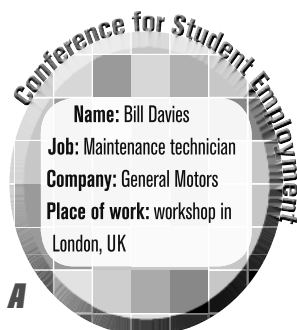 Conference for Student Employment
Name: Bill Davies
Job: Maintenance technician
Company: General Motors
Place of work: workshop in
London, UK
A